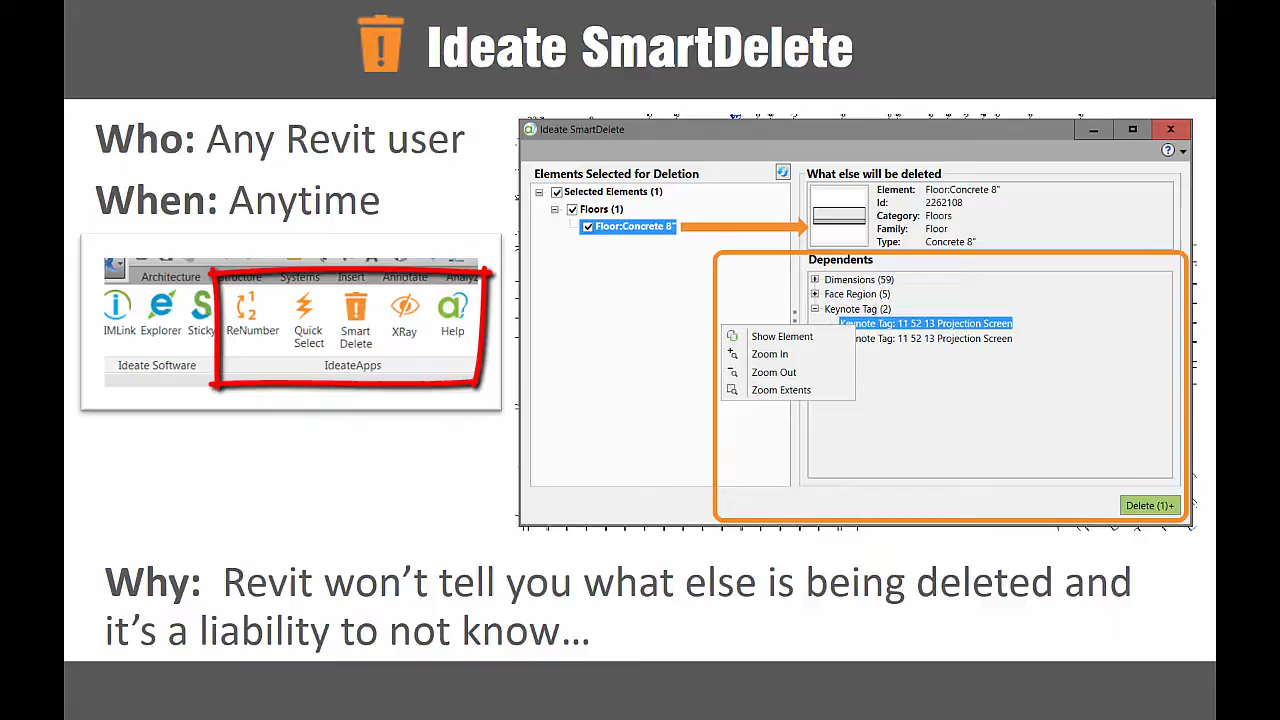 Ideate SmartDelete
Who: Any Revit user
When: Anytime
Architecture Structure Systems Insert Annotate
IMLink Explorer Sticky ReNumber Quick Select Smart Delete XRay Help
Ideate Software IdeateApps
Ideate SmartDelete
Elements Selected for Deletion
Selected Elements (1)
Floors (1)
Floor:Concrete 8"
What else will be deleted
Element: Floor:Concrete 8"
Id: 2262108
Category: Floors
Family: Floor
Type: Concrete 8"
Dependents
Dimensions (59)
Face Region (5)
Keynote Tag (2)
Keynote Tag: 11 52 13 Projection Screen
note Tag: 11 52 13 Projection Screen
Show Element
Zoom In
Zoom Out
Zoom Extents
Delete (1)+
Why: Revit won’t tell you what else is being deleted and
it’s a liability to not know…